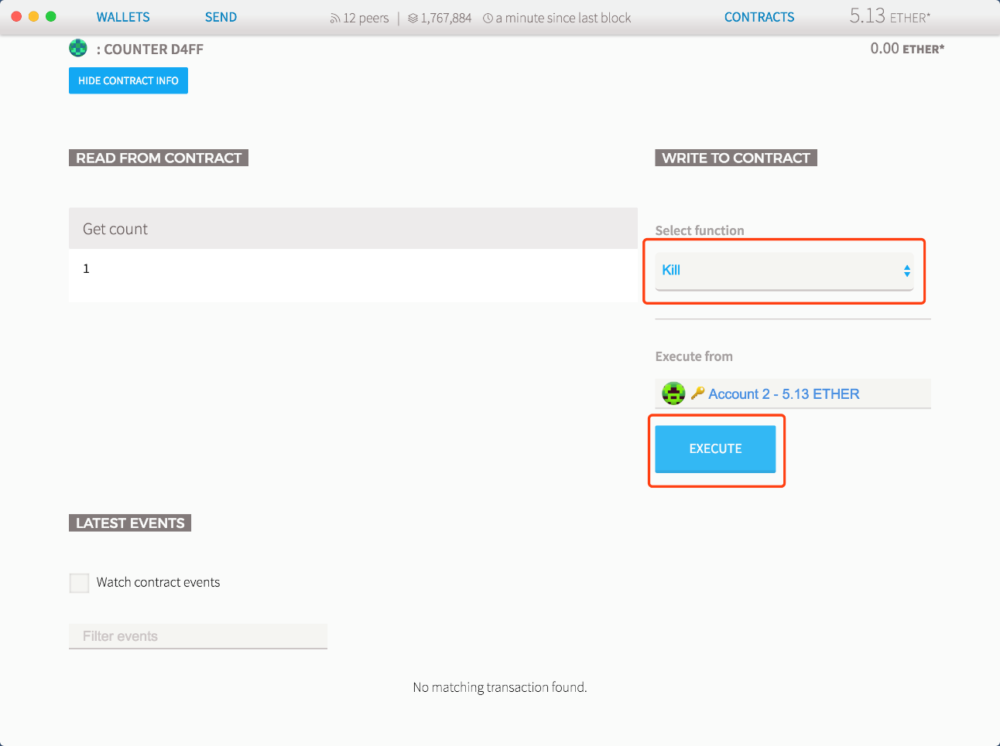 WALLETS SEND 12 peers | 1,767,884 a minute since last block CONTRACTS 5.13 ETHER*
: COUNTER D4FF 0.00 ETHER*
HIDE CONTRACT INFO
READ FROM CONTRACT
WRITE TO CONTRACT
Get count
1
Select function
Kill
Execute from
Account 2 - 5.13 ETHER
EXECUTE
LATEST EVENTS
Watch contract events
Filter events
No matching transaction found.